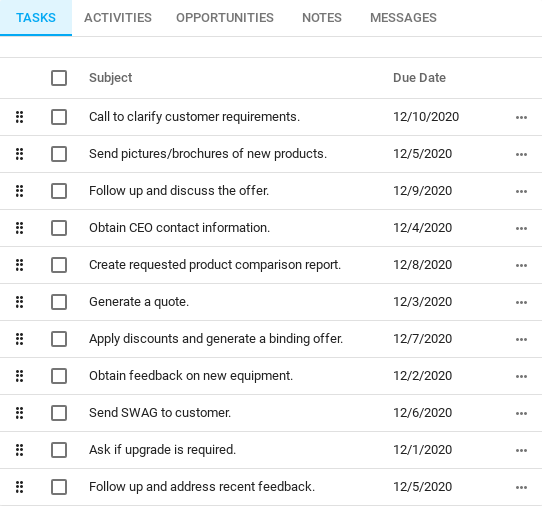 TASKS ACTIVITIES OPPORTUNITIES NOTES MESSAGES
Subject Due Date
Call to clarify customer requirements. 12/10/2020
Send pictures/brochures of new products. 12/5/2020
Follow up and discuss the offer. 12/9/2020
Obtain CEO contact information. 12/4/2020
Create requested product comparison report. 12/8/2020
Generate a quote. 12/3/2020
Apply discounts and generate a binding offer. 12/7/2020
Obtain feedback on new equipment. 12/2/2020
Send SWAG to customer. 12/6/2020
Ask if upgrade is required. 12/1/2020
Follow up and address recent feedback. 12/5/2020